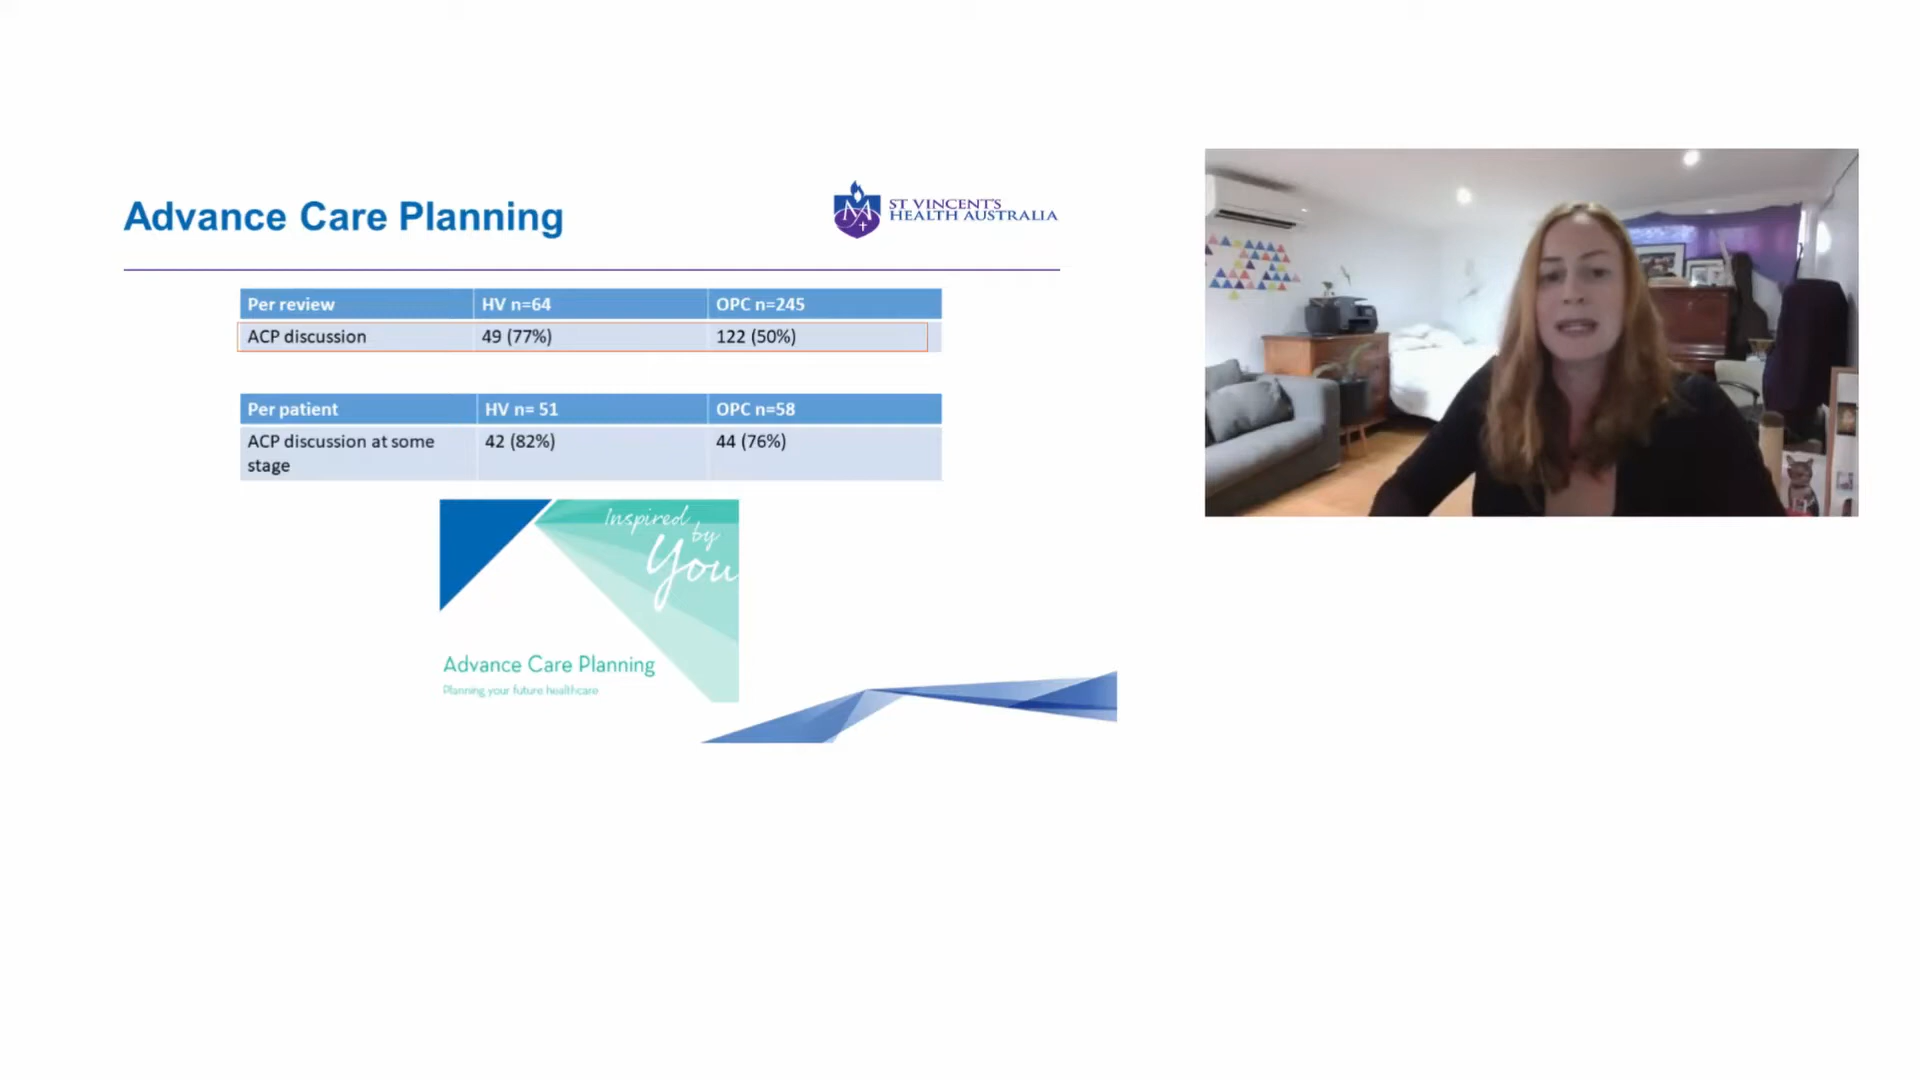 Advance Care Planning
ST VINCENT'S
HEALTH AUSTRALIA
Per review HV n=64 OPC n=245
ACP discussion 49 (77%) 122 (50%)
Per patient HV n= 51 OPC n=58
ACP discussion at some 42 (82%) 44 (76%)
stage
Inspired
by
You
Advance Care Planning
Planning your future healthcare